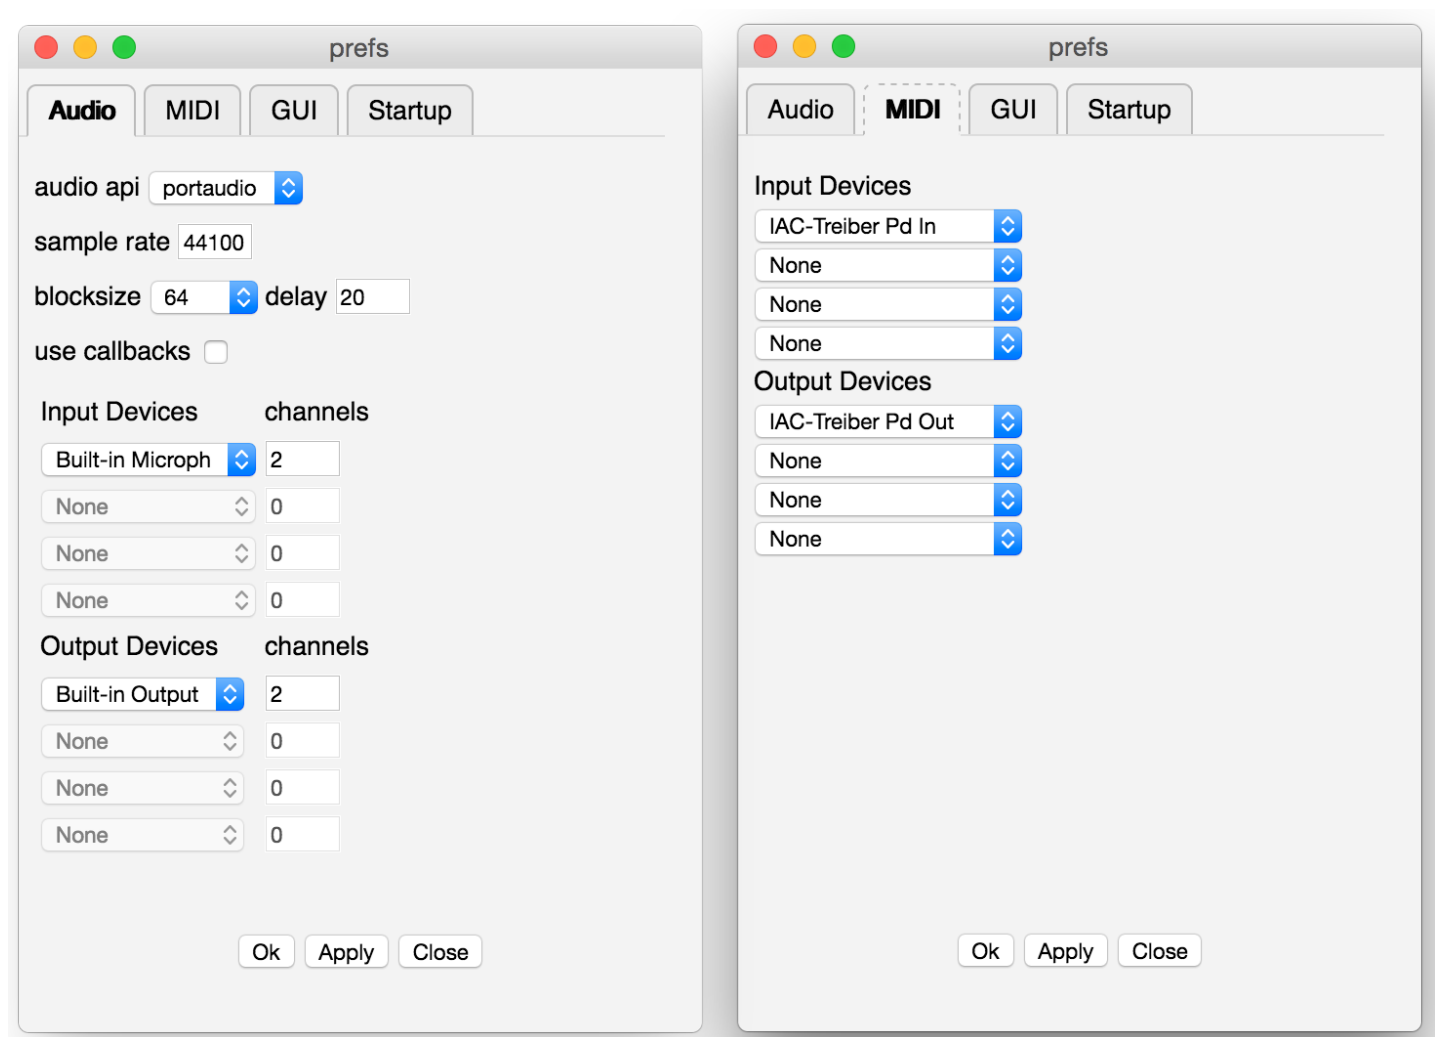 prefs
Audio MIDI GUI Startup
audio api portaudio
sample rate 44100
blocksize 64 delay 20
use callbacks
Input Devices channels
Built-in Microph 2
None 0
None 0
None 0
Output Devices channels
Built-in Output 2
None 0
None 0
None 0
Ok Apply Close
prefs
Audio MIDI GUI Startup
Input Devices
IAC-Treiber Pd In
None
None
None
Output Devices
IAC-Treiber Pd Out
None
None
None
Ok Apply Close